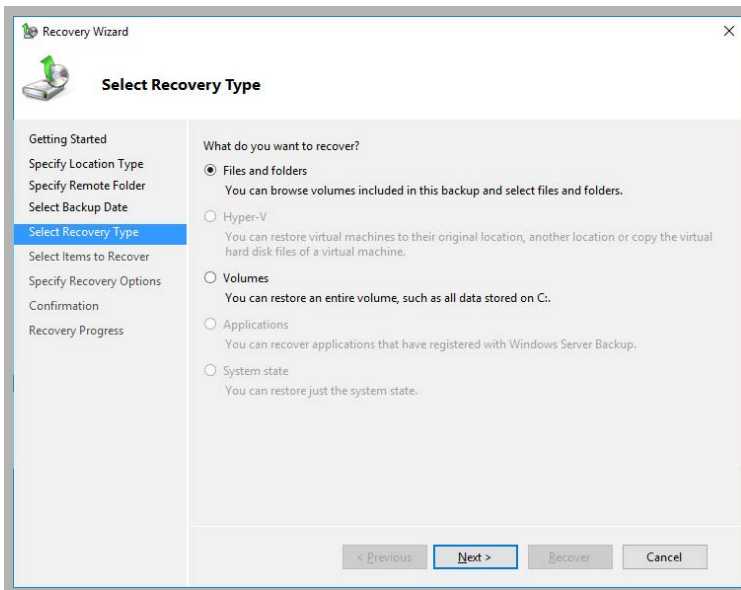 Recovery Wizard
Select Recovery Type
Getting Started
Specify Location Type
Specify Remote Folder
Select Backup Date
Select Recovery Type
Select Items to Recover
Specify Recovery Options
Confirmation
Recovery Progress
What do you want to recover?
Files and folders
You can browse volumes included in this backup and select files and folders.
Hyper-V
You can restore virtual machines to their original location, another location or copy the virtual
hard disk files of a virtual machine.
Volumes
You can restore an entire volume, such as all data stored on C:.
Applications
You can recover applications that have registered with Windows Server Backup.
System state
You can restore just the system state.
< Previous
Next >
Recover
Cancel